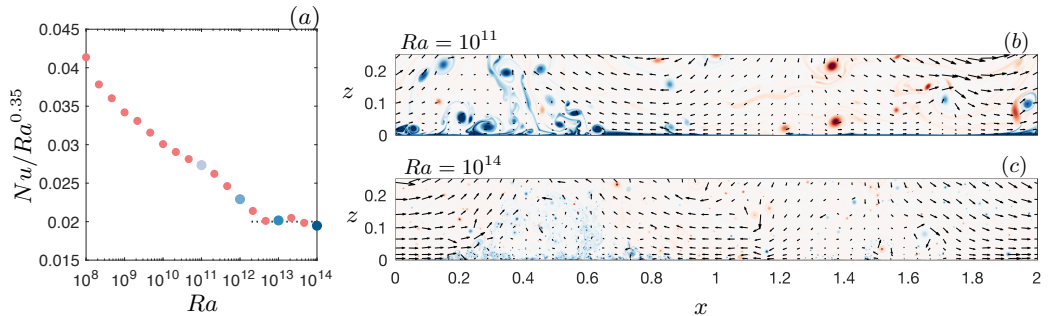 (a)
0.045
0.04
0.035
0.03
0.025
0.02
0.015
Nu/Ra^0.35
10^8 10^9 10^10 10^11 10^12 10^13 10^14
Ra
Ra = 10^11
(b)
0.2
0.1
0
z
Ra = 10^14
(c)
0.2
0.1
0
z
0 0.2 0.4 0.6 0.8 1 1.2 1.4 1.6 1.8 2
x